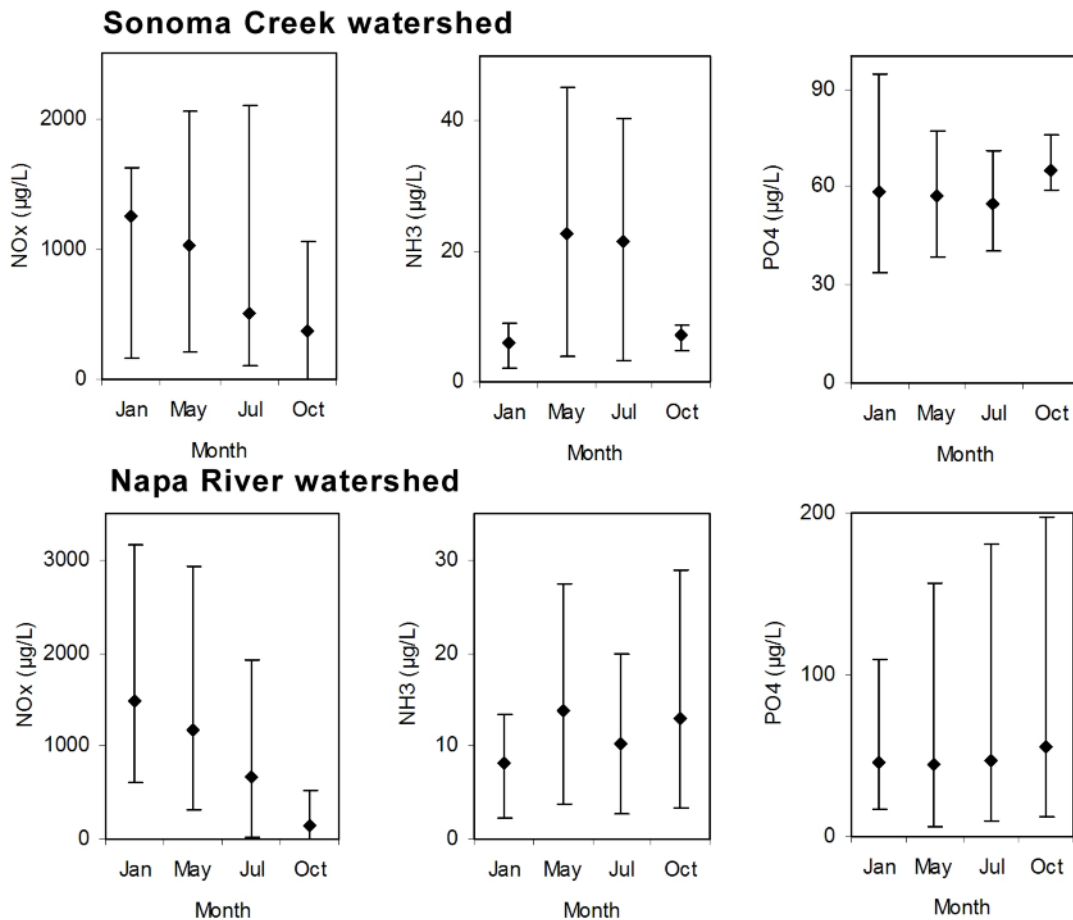 Sonoma Creek watershed
NOx (µg/L)
2000
1000
0
Jan May Jul Oct
Month
NH3 (µg/L)
40
20
0
Jan May Jul Oct
Month
PO4 (µg/L)
90
60
30
0
Jan May Jul Oct
Month
Napa River watershed
NOx (µg/L)
3000
2000
1000
0
Jan May Jul Oct
Month
NH3 (µg/L)
30
20
10
0
Jan May Jul Oct
Month
PO4 (µg/L)
200
100
0
Jan May Jul Oct
Month